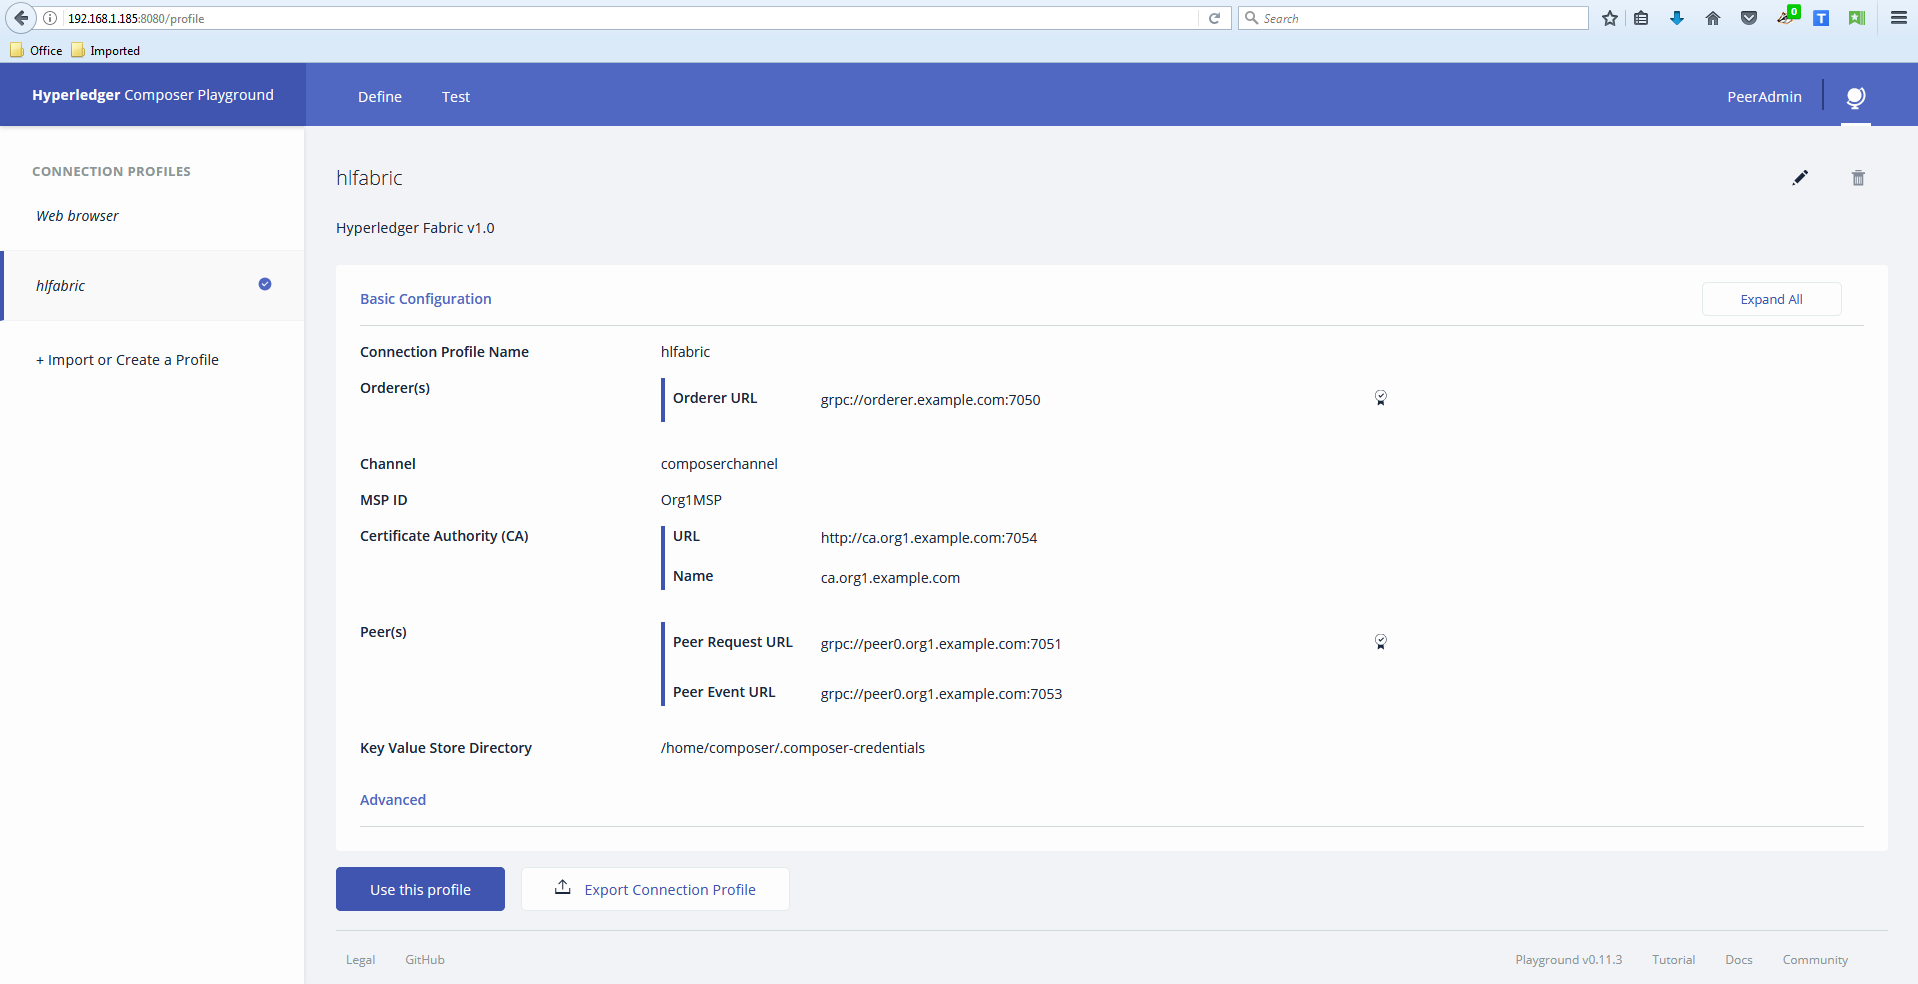 192.168.1.185:8080/profile
Search
0
T
Office Imported
Hyperledger Composer Playground
Define Test
PeerAdmin
CONNECTION PROFILES
Web browser
hlfabric
+ Import or Create a Profile
hlfabric
Hyperledger Fabric v1.0
Basic Configuration
Expand All
Connection Profile Name hlfabric
Orderer(s) Orderer URL grpc://orderer.example.com:7050
Channel composerchannel
MSP ID Org1MSP
Certificate Authority (CA) URL http://ca.org1.example.com:7054
Name ca.org1.example.com
Peer(s) Peer Request URL grpc://peer0.org1.example.com:7051
Peer Event URL grpc://peer0.org1.example.com:7053
Key Value Store Directory /home/composer/.composer-credentials
Advanced
Use this profile Export Connection Profile
Legal GitHub Playground v0.11.3 Tutorial Docs Community